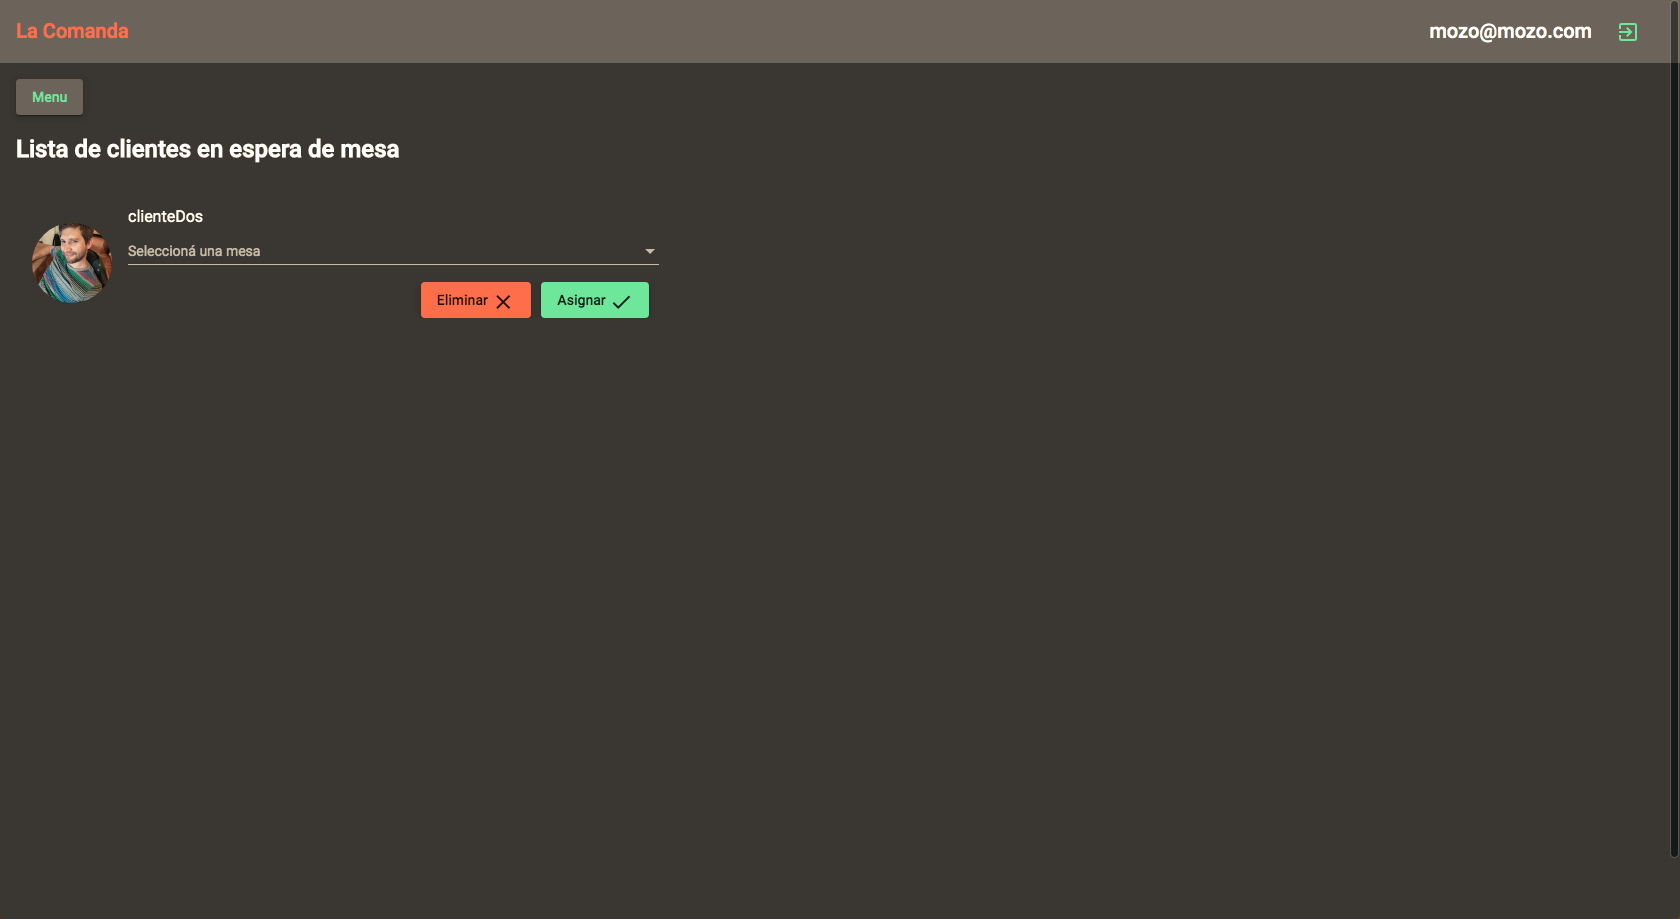 La Comanda
mozo@mozo.com
Menu
Lista de clientes en espera de mesa
clienteDos
Seleccioná una mesa
Eliminar
Asignar